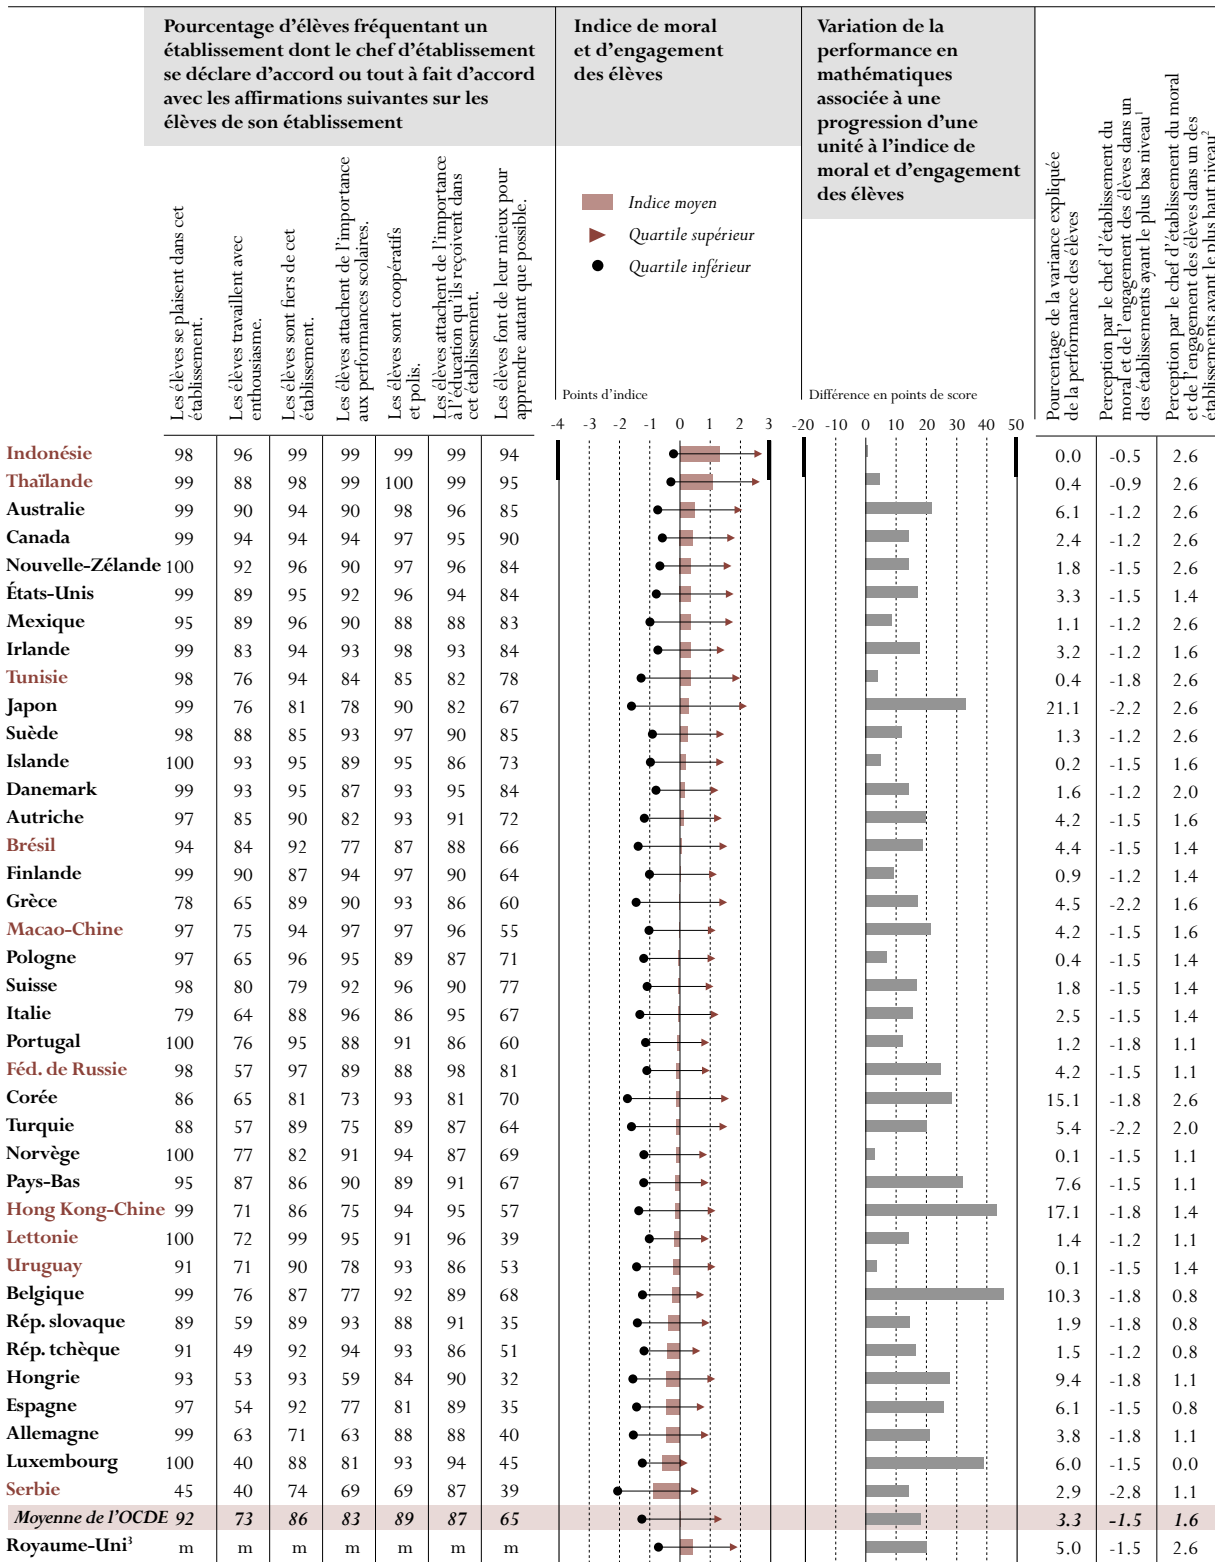 Pourcentage d'élèves fréquentant un
établissement dont le chef d'établissement
se déclare d'accord ou tout à fait d'accord
avec les affirmations suivantes sur les
élèves de son établissement
Indice de moral
et d'engagement
des élèves
Variation de la
performance en
mathématiques
associée à une
progression d'une
unité à l'indice de
moral et d'engagement
des élèves
Les élèves se plaisent dans cet
établissement.
Les élèves travaillent avec
enthousiasme.
Les élèves sont fiers de cet
établissement.
Les élèves attachent de l'importance
aux performances scolaires.
Les élèves sont coopératifs
et polis.
Les élèves attachent de l'importance
à l'éducation qu'ils reçoivent dans
cet établissement.
Les élèves font de leur mieux pour
apprendre autant que possible.
Indice moyen
Quartile supérieur
Quartile inférieur
Pourcentage de la variance expliquée
de la performance des élèves
Perception par le chef d'établissement du
moral et de l'engagement des élèves dans un
des établissements ayant le plus bas niveau1
Perception par le chef d'établissement du moral
et de l'engagement des élèves dans un des
établissements ayant le plus haut niveau2
Points d'indice
Différence en points de score
-4 -3 -2 -1 0 1 2 3 -20 -10 0 10 20 30 40 50
Indonésie 98 96 99 99 99 99 94 0.0 -0.5 2.6
Thaïlande 99 88 98 99 100 99 95 0.4 -0.9 2.6
Australie 99 90 94 90 98 96 85 6.1 -1.2 2.6
Canada 99 94 94 94 97 95 90 2.4 -1.2 2.6
Nouvelle-Zélande 100 92 96 90 97 96 84 1.8 -1.5 2.6
États-Unis 99 89 95 92 96 94 84 3.3 -1.5 1.4
Mexique 95 89 96 90 88 88 83 1.1 -1.2 2.6
Irlande 99 83 94 93 98 93 84 3.2 -1.2 1.6
Tunisie 98 76 94 84 85 82 78 0.4 -1.8 2.6
Japon 99 76 81 78 90 82 67 21.1 -2.2 2.6
Suède 98 88 85 93 97 90 85 1.3 -1.2 2.6
Islande 100 93 95 89 95 86 73 0.2 -1.5 1.6
Danemark 99 93 95 87 93 95 84 1.6 -1.2 2.0
Autriche 97 85 90 82 93 91 72 4.2 -1.5 1.6
Brésil 94 84 92 77 87 88 66 4.4 -1.5 1.4
Finlande 99 90 87 94 97 90 64 0.9 -1.2 1.4
Grèce 78 65 89 90 93 86 60 4.5 -2.2 1.6
Macao-Chine 97 75 94 97 97 96 55 4.2 -1.5 1.6
Pologne 97 65 96 95 89 87 71 0.4 -1.5 1.4
Suisse 98 80 79 92 96 90 77 1.8 -1.5 1.4
Italie 79 64 88 96 86 95 67 2.5 -1.5 1.4
Portugal 100 76 95 88 91 86 60 1.2 -1.8 1.1
Féd. de Russie 98 57 97 89 88 98 81 4.2 -1.5 1.1
Corée 86 65 81 73 93 81 70 15.1 -1.8 2.6
Turquie 88 57 89 75 89 87 64 5.4 -2.2 2.0
Norvège 100 77 82 91 94 87 69 0.1 -1.5 1.1
Pays-Bas 95 87 86 90 89 91 67 7.6 -1.5 1.1
Hong Kong-Chine 99 71 86 75 94 95 57 17.1 -1.8 1.4
Lettonie 100 72 99 95 91 96 39 1.4 -1.2 1.1
Uruguay 91 71 90 78 93 86 53 0.1 -1.5 1.4
Belgique 99 76 87 77 92 89 68 10.3 -1.8 0.8
Rép. slovaque 89 59 89 93 88 91 35 1.9 -1.8 0.8
Rép. tchèque 91 49 92 94 93 86 51 1.5 -1.2 0.8
Hongrie 93 53 93 59 84 90 32 9.4 -1.8 1.1
Espagne 97 54 92 77 81 89 35 6.1 -1.5 0.8
Allemagne 99 63 71 63 88 88 40 3.8 -1.8 1.1
Luxembourg 100 40 88 81 93 94 45 6.0 -1.5 0.0
Serbie 45 40 74 69 69 87 39 2.9 -2.8 1.1
Moyenne de l'OCDE 92 73 86 83 89 87 65 3.3 -1.5 1.6
Royaume-Uni3 m m m m m m m 5.0 -1.5 2.6